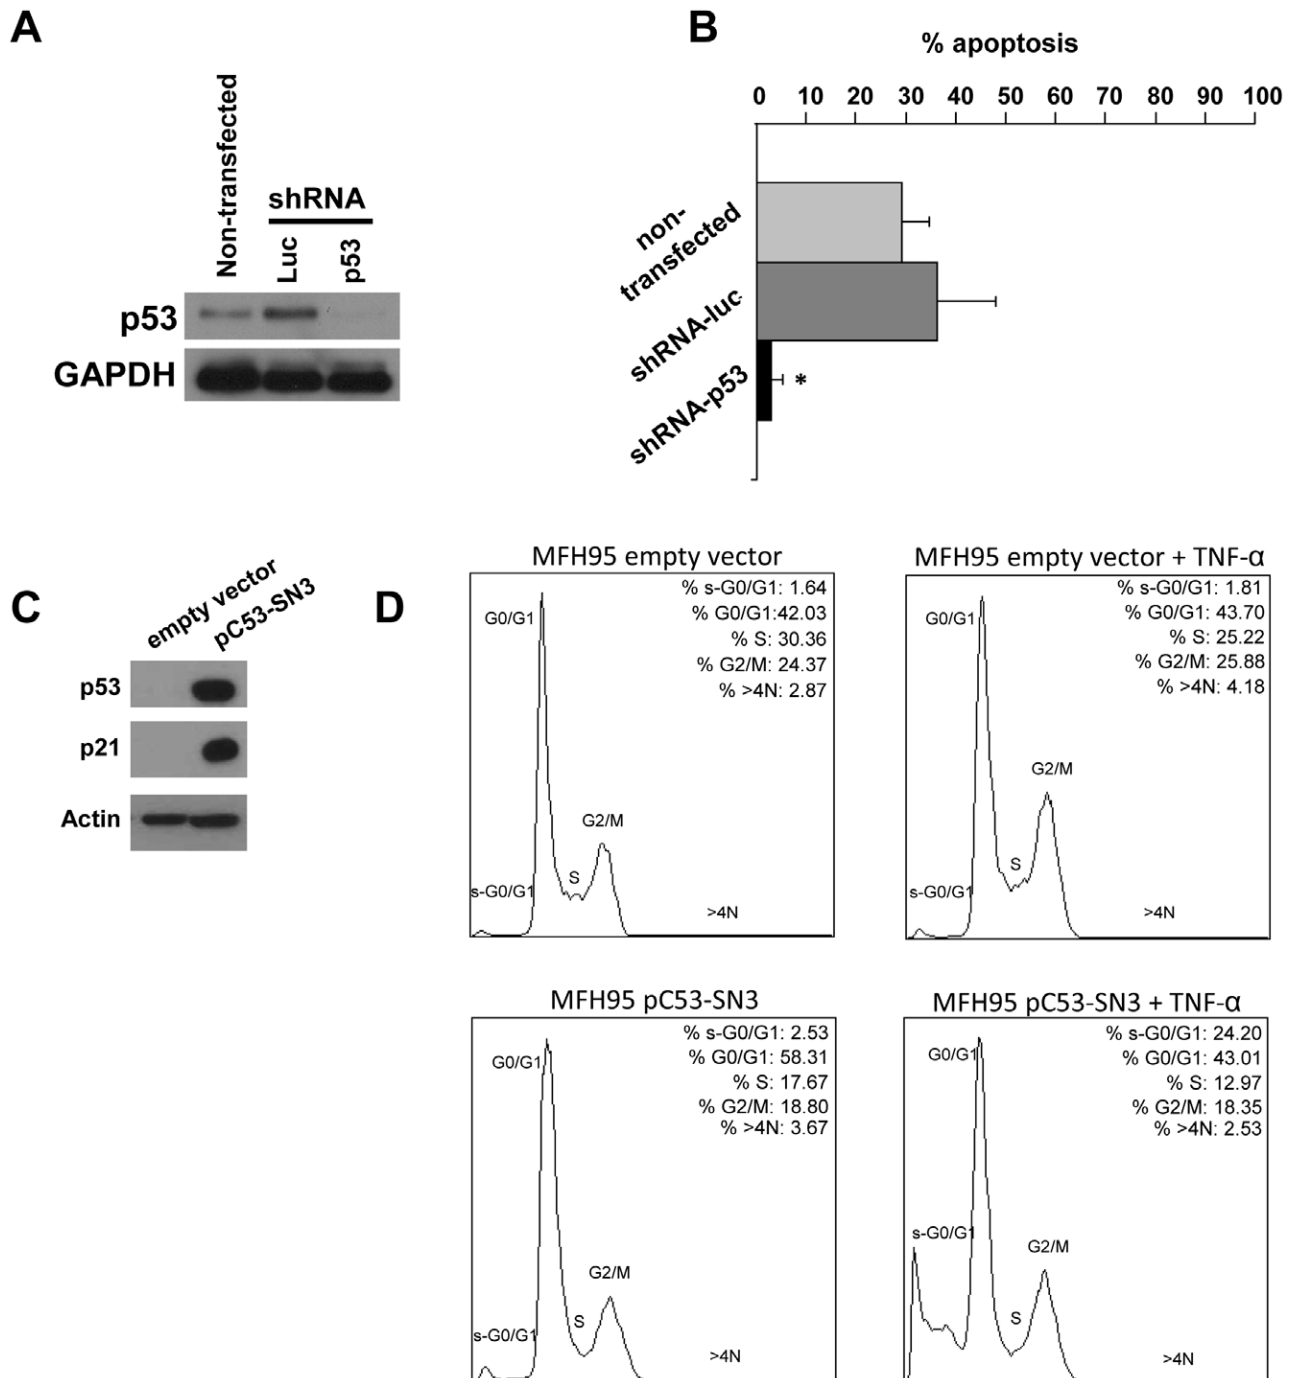 A
Non-transfected
shRNA
Luc
p53
p53
GAPDH
B
% apoptosis
0 10 20 30 40 50 60 70 80 90 100
non-
transfected
shRNA-luc
shRNA-p53
*
C
empty vector
pC53-SN3
p53
p21
Actin
D
MFH95 empty vector
% s-G0/G1: 1.64
% G0/G1:42.03
% S: 30.36
% G2/M: 24.37
% >4N: 2.87
G0/G1
G2/M
S
s-G0/G1
>4N
MFH95 empty vector + TNF-α
% s-G0/G1: 1.81
% G0/G1: 43.70
% S: 25.22
% G2/M: 25.88
% >4N: 4.18
G0/G1
G2/M
S
s-G0/G1
>4N
MFH95 pC53-SN3
% s-G0/G1: 2.53
% G0/G1: 58.31
% S: 17.67
% G2/M: 18.80
% >4N: 3.67
G0/G1
G2/M
S
s-G0/G1
>4N
MFH95 pC53-SN3 + TNF-α
% s-G0/G1: 24.20
% G0/G1: 43.01
% S: 12.97
% G2/M: 18.35
% >4N: 2.53
G0/G1
s-G0/G1
G2/M
S
>4N